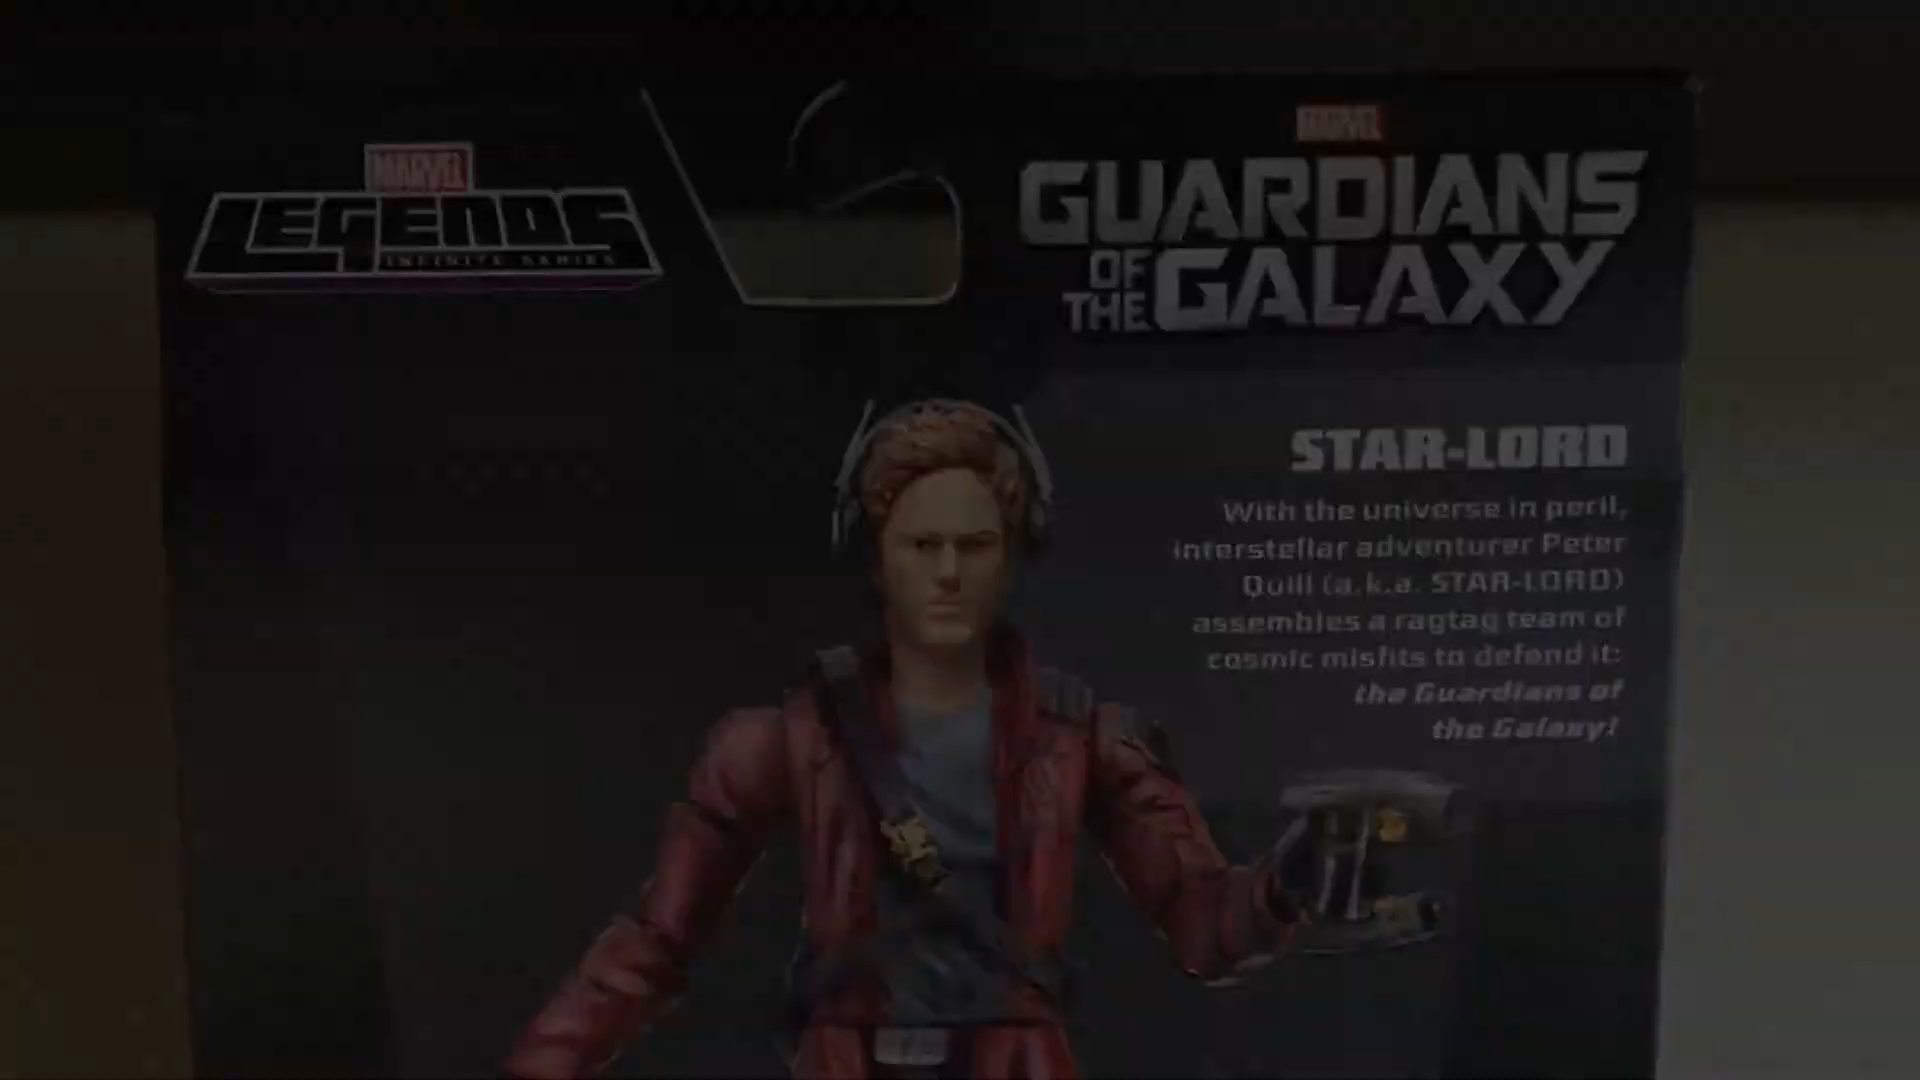 MARVEL
LEGENDS
INFINITE SERIES
MARVEL
GUARDIANS
OF
THE GALAXY
STAR-LORD
With the universe in peril,
interstellar adventurer Peter
Quill (a.k.a. STAR-LORD)
assembles a ragtag team of
cosmic misfits to defend it:
the Guardians of
the Galaxy!